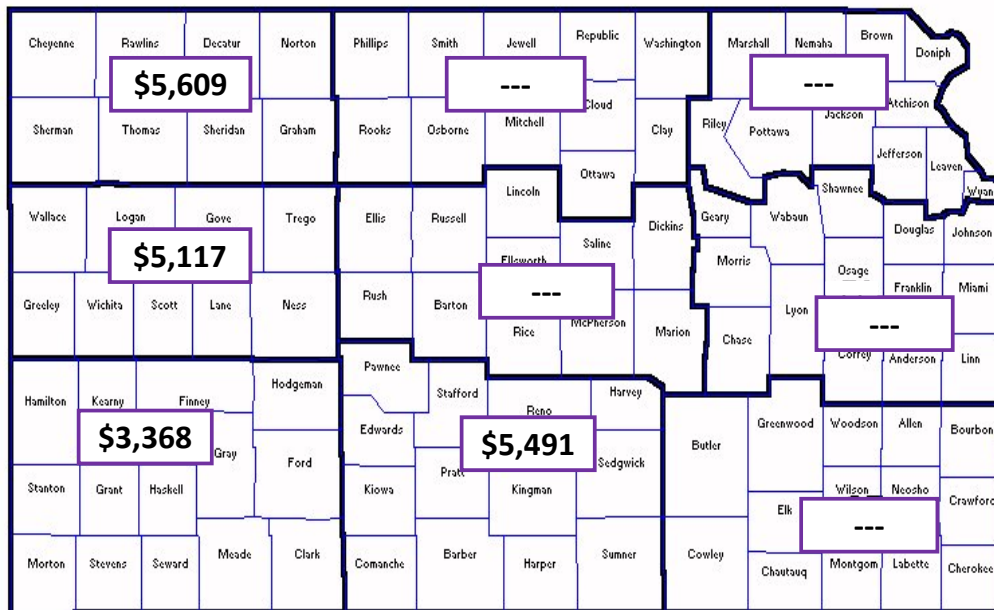 Cheyenne Rawlins Decatur Norton Phillips Smith Jewell Republic Washington Marshall Nemaha Brown Doniph
$5,609 --- ---
Sherman Thomas Sheridan Graham Rooks Osborne Mitchell Cloud Clay Riley Pottawa Jackson Atchison
Jefferson Leaven Wyan
Ottawa
Lincoln Shawnee
Wallace Logan Gove Trego Ellis Russell Saline Dickins Geary Wabaun Douglas Johnson
$5,117 Ellsworth Morris Osage
Greeley Wichita Scott Lane Ness Rush Barton --- Lyon Franklin Miami
Rice McPherson Marion Chase --- Linn
Coffey Anderson
Pawnee
Hamilton Kearny Finney Hodgeman Stafford Reno Harvey
$3,368 Edwards $5,491 Butler Greenwood Woodson Allen Bourbon
Gray Ford Pratt Sedgwick
Stanton Grant Haskell Kiowa Kingman Elk Wilson Neosho Crawford
---
Morton Stevens Seward Meade Clark Comanche Barber Harper Sumner Cowley Chautauq Montgom Labette Cherokee